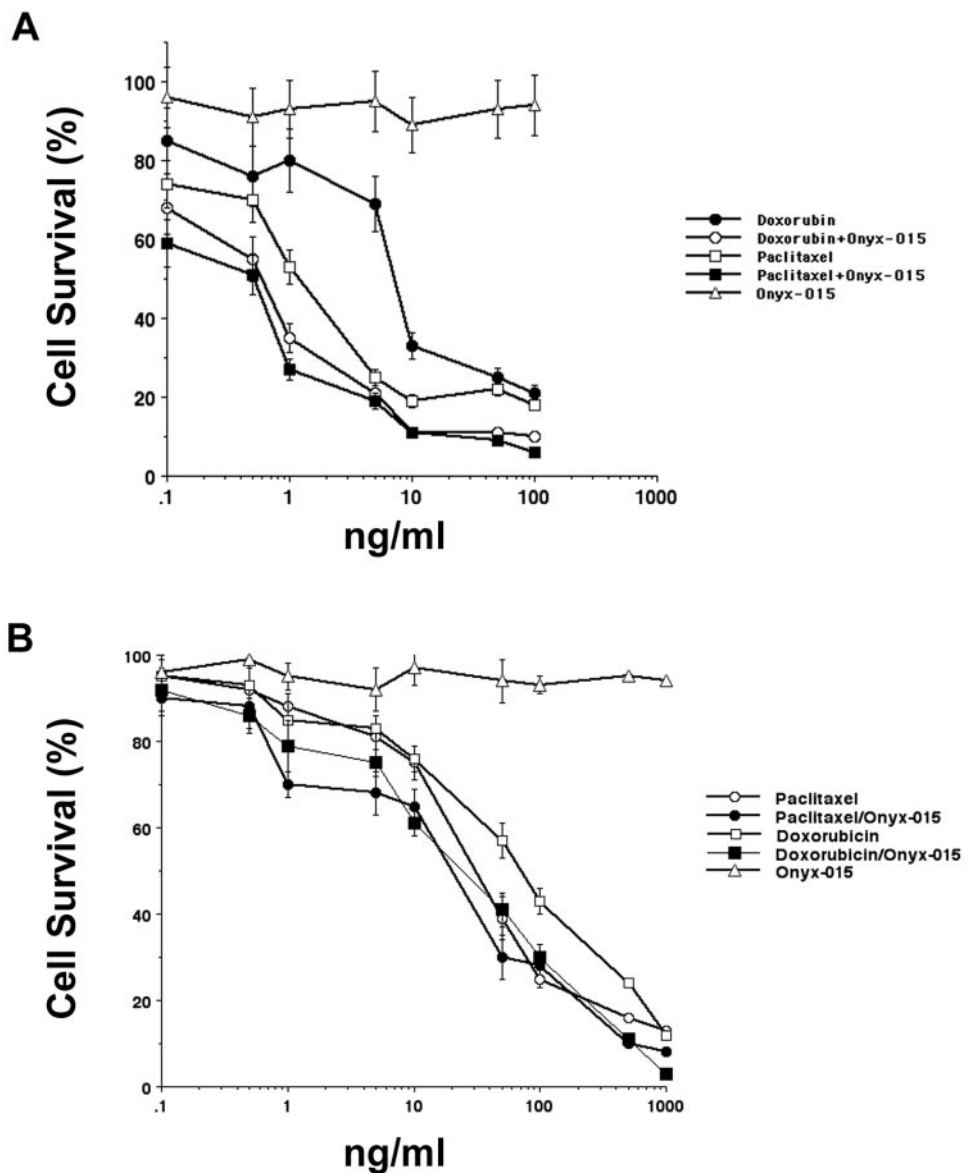 A
Cell Survival (%)
100
80
60
40
20
0
.1
1
10
100
1000
ng/ml
Doxorubin
Doxorubin+Onyx-015
Paclitaxel
Paclitaxel+Onyx-015
Onyx-015
B
Cell Survival (%)
100
80
60
40
20
0
.1
1
10
100
1000
ng/ml
Paclitaxel
Paclitaxel/Onyx-015
Doxorubicin
Doxorubicin/Onyx-015
Onyx-015